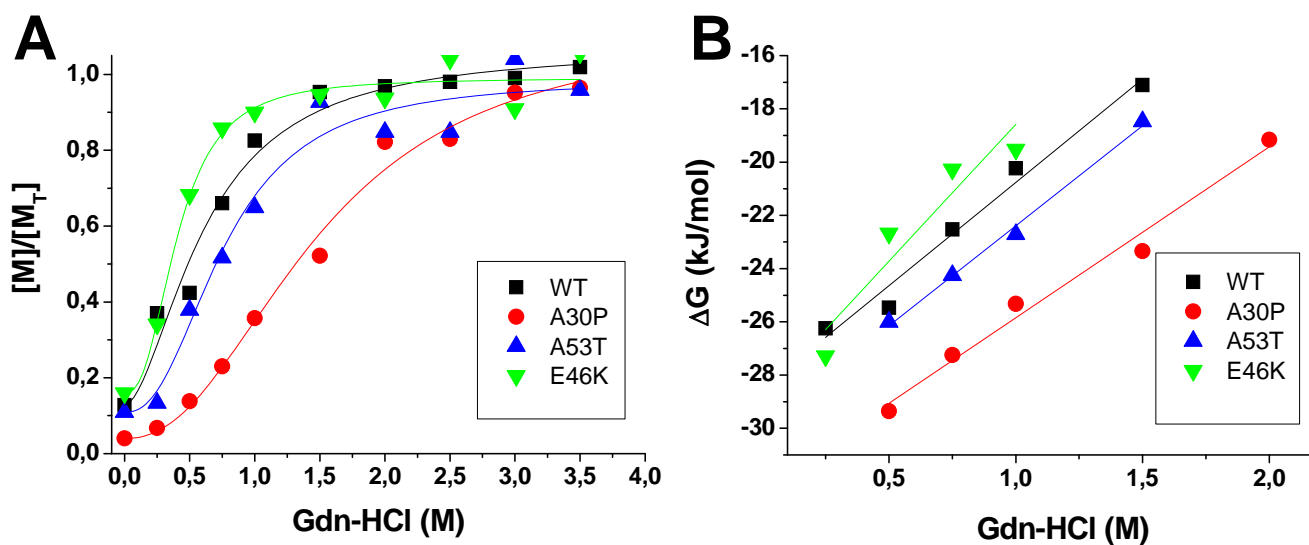 A
[M]/[M_T]
1,0
0,8
0,6
0,4
0,2
0,0
0,0 0,5 1,0 1,5 2,0 2,5 3,0 3,5 4,0
Gdn-HCl (M)
WT
A30P
A53T
E46K
B
ΔG (kJ/mol)
-16
-18
-20
-22
-24
-26
-28
-30
0,5 1,0 1,5 2,0
Gdn-HCl (M)
WT
A30P
A53T
E46K